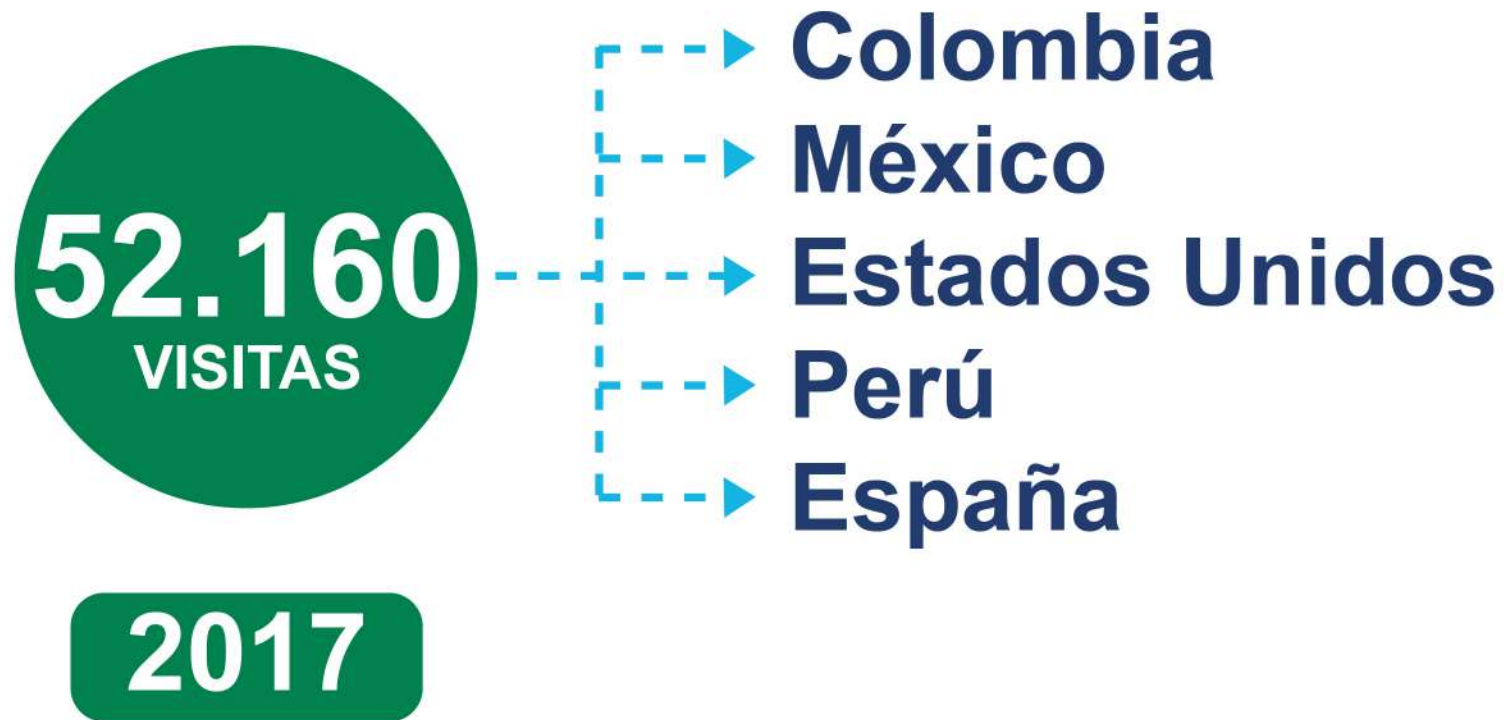 52.160
VISITAS
2017
Colombia
México
Estados Unidos
Perú
España